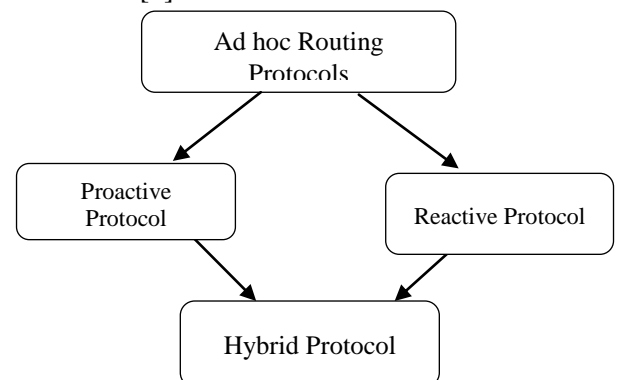 Ad hoc Routing
Protocols
Proactive
Protocol
Reactive Protocol
Hybrid Protocol